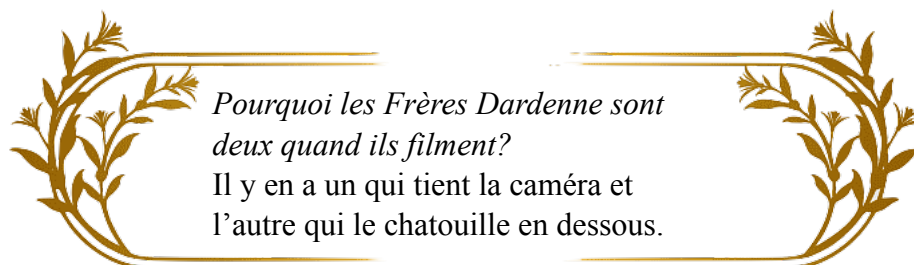 Pourquoi les Frères Dardenne sont
deux quand ils filment?
Il y en a un qui tient la caméra et
l’autre qui le chatouille en dessous.